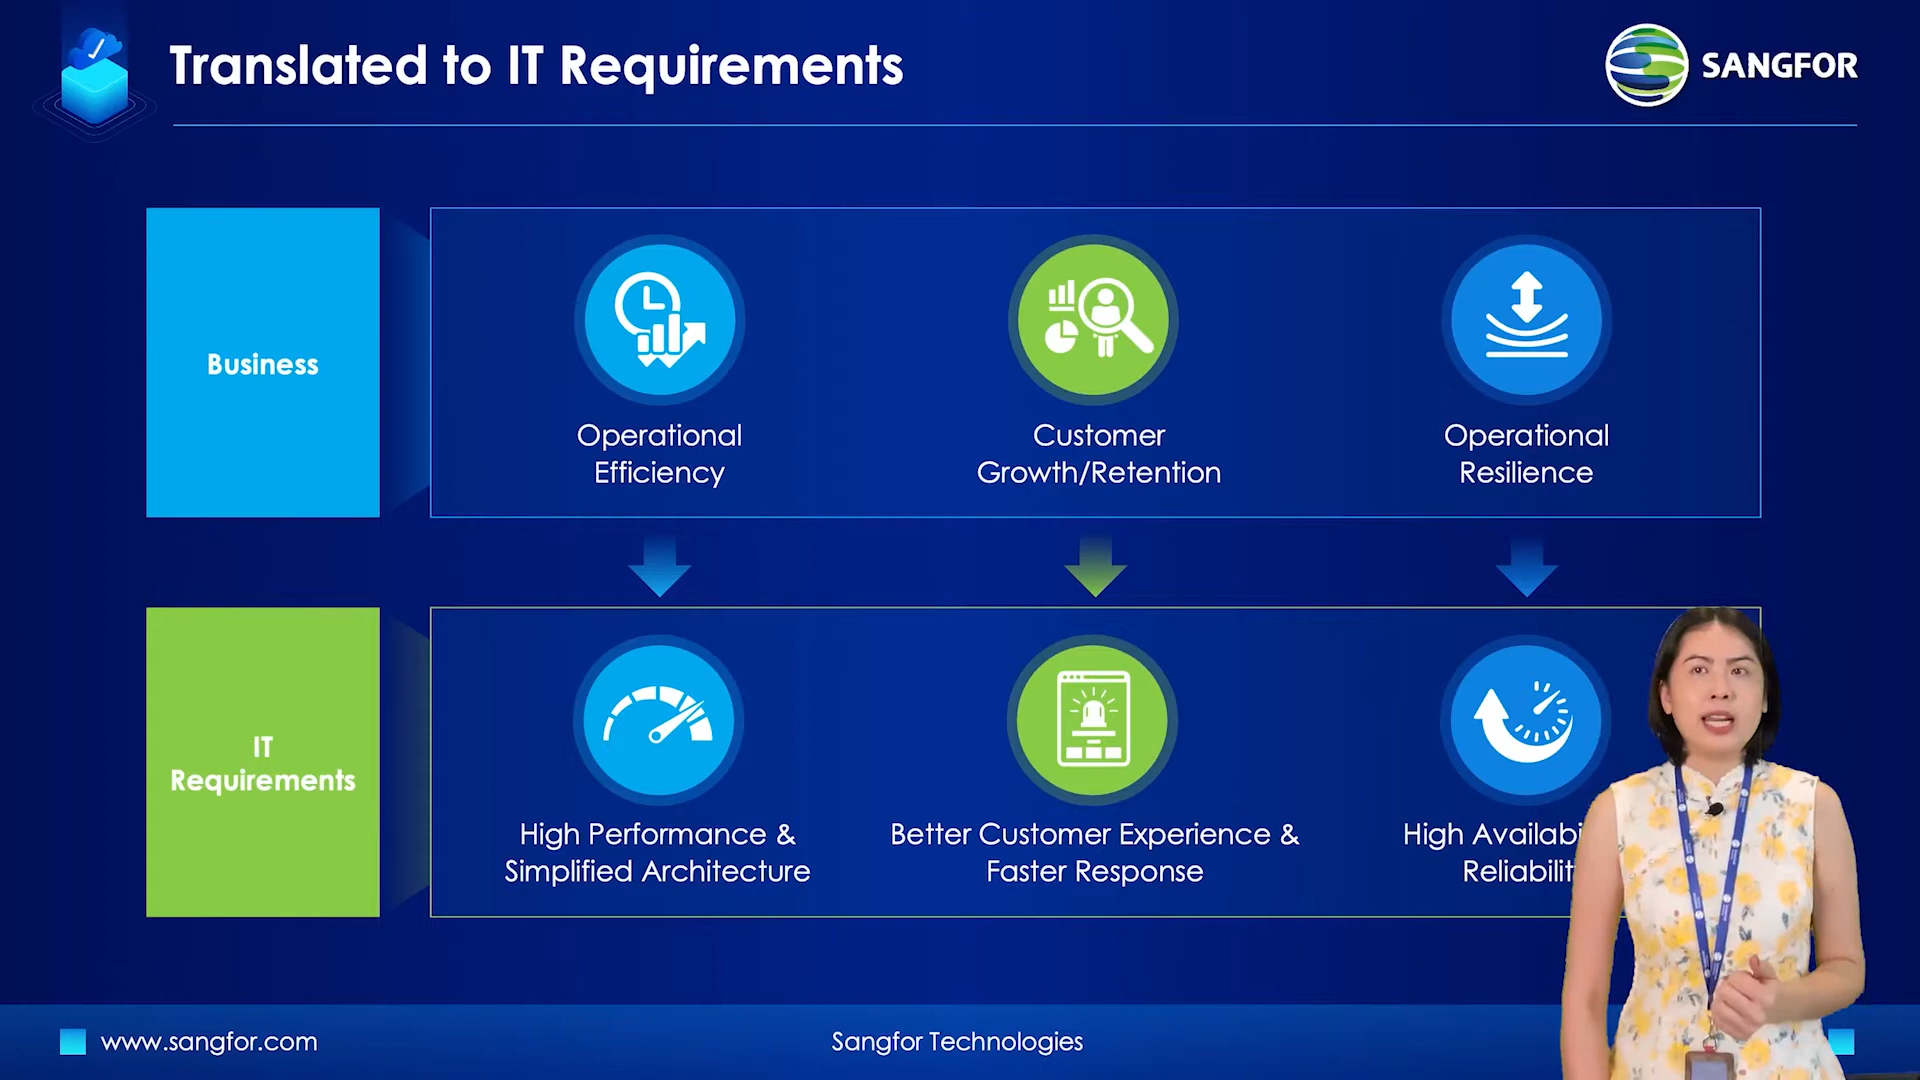 Translated to IT Requirements
SANGFOR
Business
Operational
Efficiency
Customer
Growth/Retention
Operational
Resilience
IT
Requirements
High Performance &
Simplified Architecture
Better Customer Experience &
Faster Response
High
www.sangfor.com
Sangfor Technologies